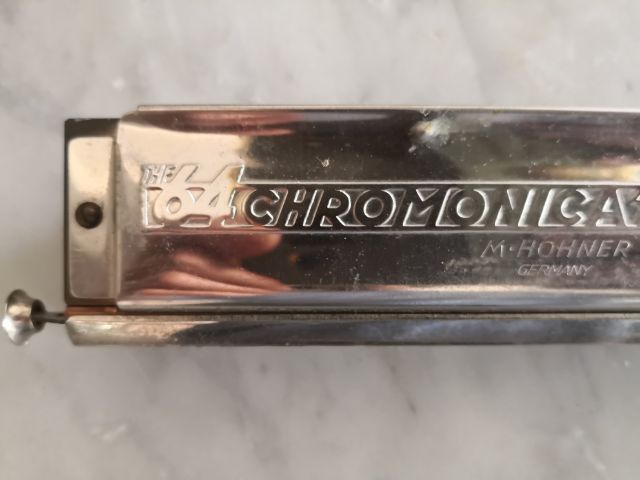 THE
"64" CHROMONICA
M·HOHNER
GERMANY